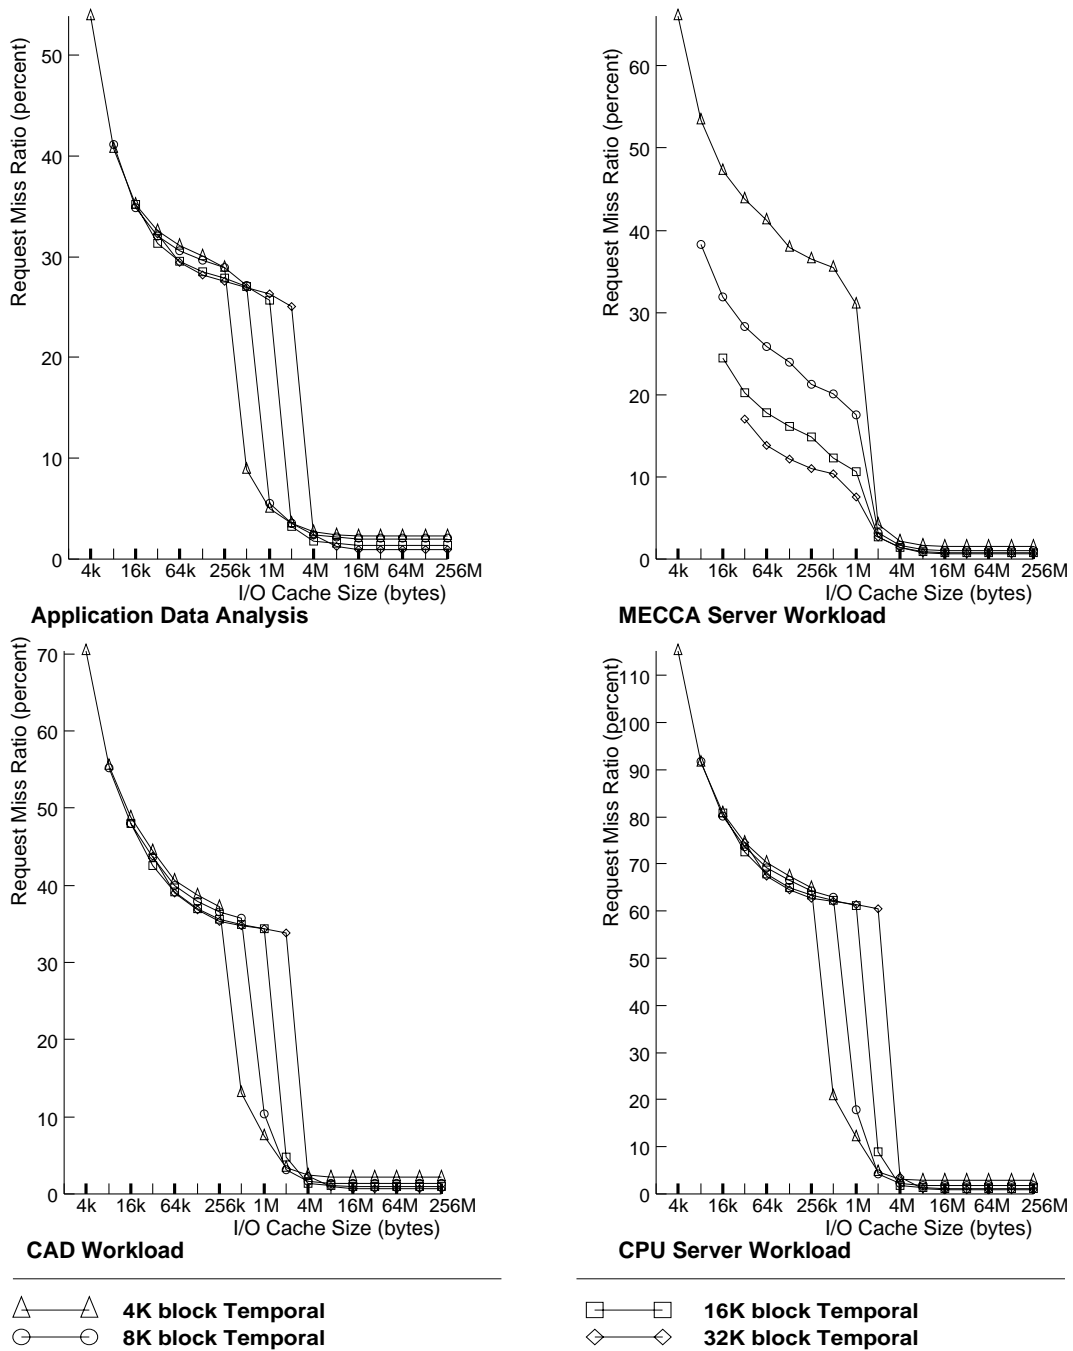 Request Miss Ratio (percent)
50
40
30
20
10
0
4k 16k 64k 256k 1M 4M 16M 64M 256M
I/O Cache Size (bytes)
Application Data Analysis
Request Miss Ratio (percent)
60
50
40
30
20
10
0
4k 16k 64k 256k 1M 4M 16M 64M 256M
I/O Cache Size (bytes)
MECCA Server Workload
Request Miss Ratio (percent)
70
60
50
40
30
20
10
0
4k 16k 64k 256k 1M 4M 16M 64M 256M
I/O Cache Size (bytes)
CAD Workload
Request Miss Ratio (percent)
110
100
90
80
70
60
50
40
30
20
10
0
4k 16k 64k 256k 1M 4M 16M 64M 256M
I/O Cache Size (bytes)
CPU Server Workload
4K block Temporal
8K block Temporal
16K block Temporal
32K block Temporal